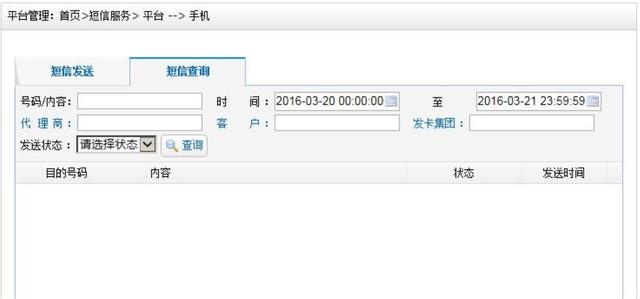 平台管理：首页>短信服务> 平台 --> 手机
短信发送 短信查询
号码/内容： 时 间： 2016-03-20 00:00:00 至 2016-03-21 23:59:59
代 理 商： 客 户： 发卡集团：
发送状态： 请选择状态 查询
目的号码 内容 状态 发送时间